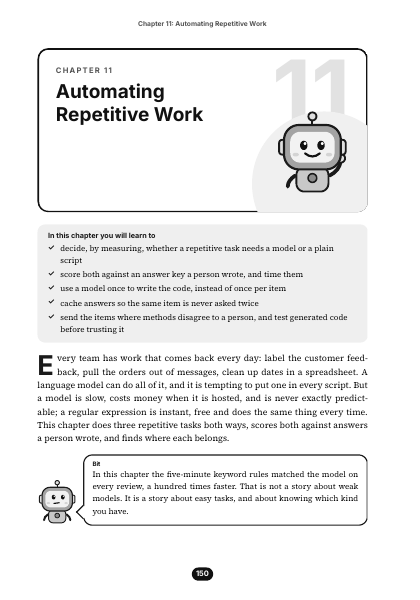 Chapter 11: Automating Repetitive Work
CHAPTER 11
11
Automating
Repetitive Work
In this chapter you will learn to
✓ decide, by measuring, whether a repetitive task needs a model or a plain
script
✓ score both against an answer key a person wrote, and time them
✓ use a model once to write the code, instead of once per item
✓ cache answers so the same item is never asked twice
✓ send the items where methods disagree to a person, and test generated code
before trusting it
Every team has work that comes back every day: label the customer feed-
back, pull the orders out of messages, clean up dates in a spreadsheet. A
language model can do all of it, and it is tempting to put one in every script. But
a model is slow, costs money when it is hosted, and is never exactly predict-
able; a regular expression is instant, free and does the same thing every time.
This chapter does three repetitive tasks both ways, scores both against answers
a person wrote, and finds where each belongs.
Bit
In this chapter the five-minute keyword rules matched the model on
every review, a hundred times faster. That is not a story about weak
models. It is a story about easy tasks, and about knowing which kind
you have.
150